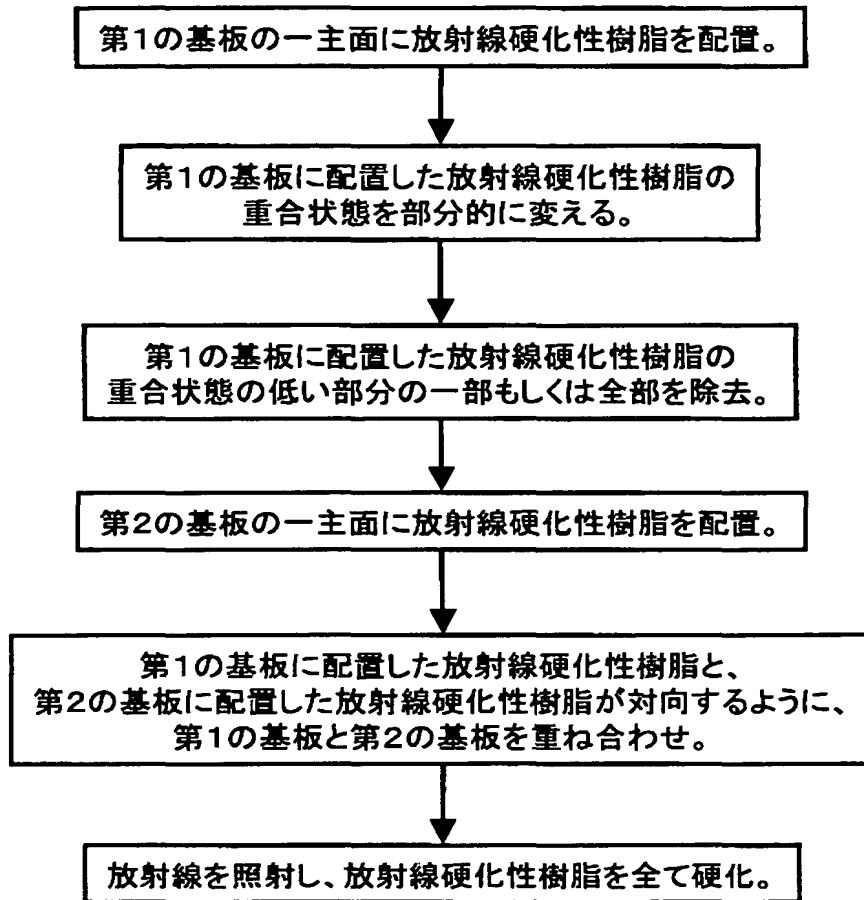 第1の基板の一主面に放射線硬化性樹脂を配置。
第1の基板に配置した放射線硬化性樹脂の
重合状態を部分的に変える。
第1の基板に配置した放射線硬化性樹脂の
重合状態の低い部分の一部もしくは全部を除去。
第2の基板の一主面に放射線硬化性樹脂を配置。
第1の基板に配置した放射線硬化性樹脂と、
第2の基板に配置した放射線硬化性樹脂が対向するように、
第1の基板と第2の基板を重ね合わせ。
放射線を照射し、放射線硬化性樹脂を全て硬化。